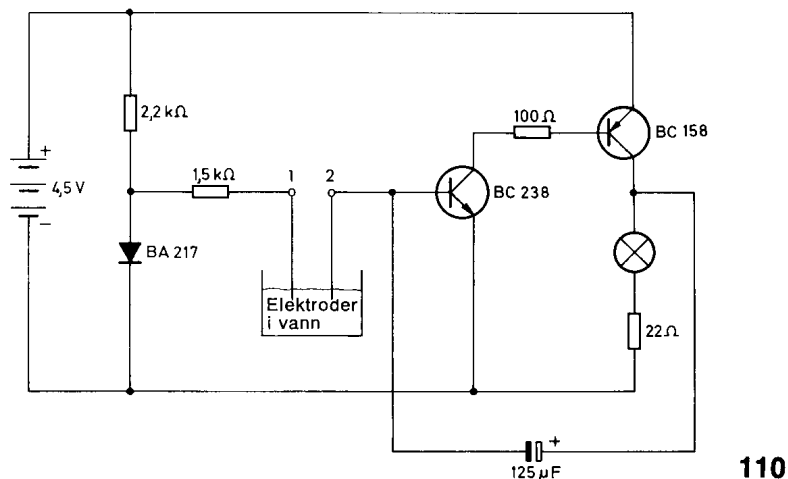 2,2 kΩ
+
4,5 V
−
BA 217
1,5 kΩ
1
2
Elektroder
i vann
BC 238
100 Ω
BC 158
22 Ω
+
125 µF
110